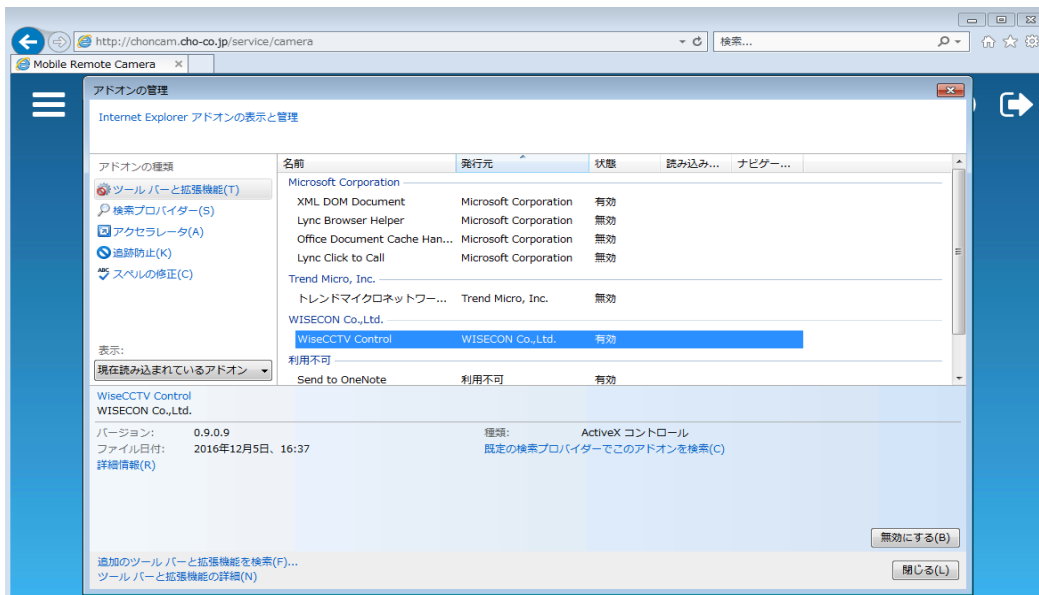 http://choncam.cho-co.jp/service/camera
検索...
Mobile Remote Camera
アドオンの管理
Internet Explorer アドオンの表示と管理
アドオンの種類
ツール バーと拡張機能(T)
検索プロバイダー(S)
アクセラレータ(A)
追跡防止(K)
スペルの修正(C)
表示:
現在読み込まれているアドオン
名前 発行元 状態 読み込み... ナビゲー...
Microsoft Corporation
XML DOM Document Microsoft Corporation 有効
Lync Browser Helper Microsoft Corporation 無効
Office Document Cache Han... Microsoft Corporation 無効
Lync Click to Call Microsoft Corporation 無効
Trend Micro, Inc.
トレンドマイクロネットワー... Trend Micro, Inc. 無効
WISECON Co.,Ltd.
WiseCCTV Control WISECON Co.,Ltd. 有効
利用不可
Send to OneNote 利用不可 有効
WiseCCTV Control
WISECON Co.,Ltd.
バージョン: 0.9.0.9
ファイル日付: 2016年12月5日、16:37
詳細情報(R)
種類: ActiveX コントロール
既定の検索プロバイダーでこのアドオンを検索(C)
無効にする(B)
追加のツール バーと拡張機能を検索(F)...
ツール バーと拡張機能の詳細(N)
閉じる(L)